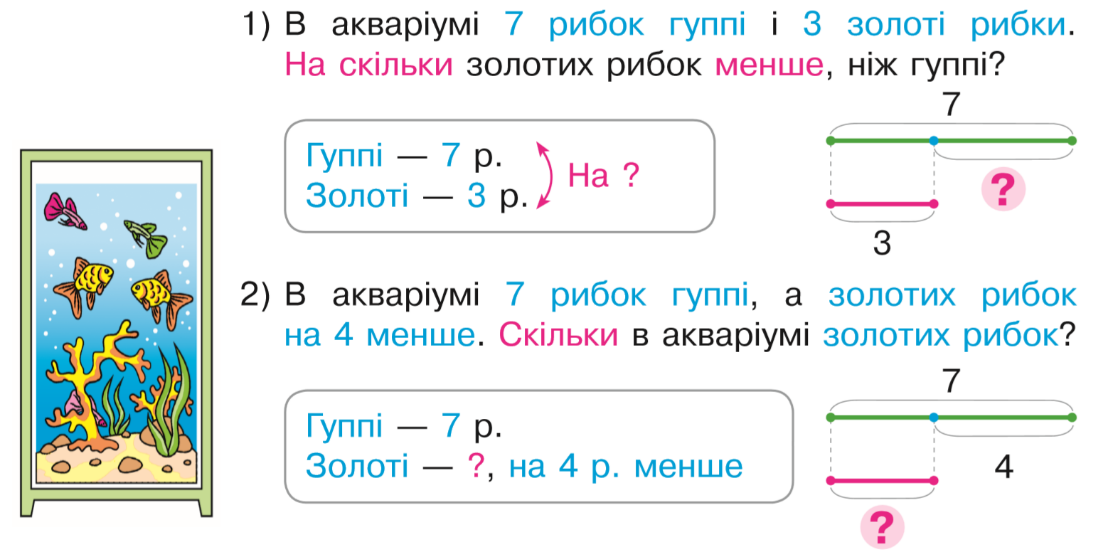 1) В акваріумі 7 рибок гуппі і 3 золоті рибки.
На скільки золотих рибок менше, ніж гуппі?
7
Гуппі — 7 р.
Золоті — 3 р.
На ?
?
3
2) В акваріумі 7 рибок гуппі, а золотих рибок
на 4 менше. Скільки в акваріумі золотих рибок?
7
Гуппі — 7 р.
Золоті — ?, на 4 р. менше
4
?